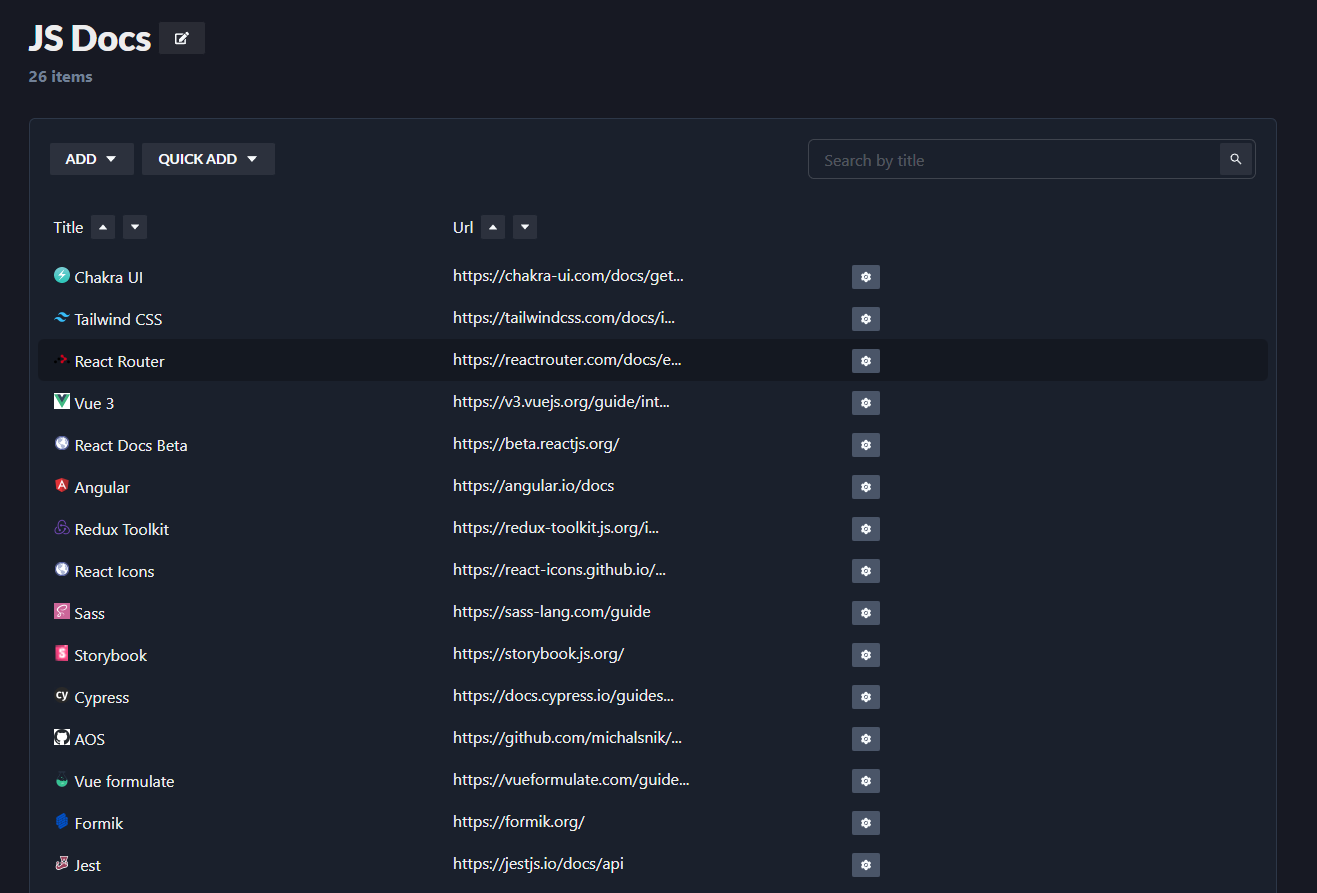 JS Docs
26 items
ADD QUICK ADD Search by title
Title Url
Chakra UI https://chakra-ui.com/docs/get...
Tailwind CSS https://tailwindcss.com/docs/i...
React Router https://reactrouter.com/docs/e...
Vue 3 https://v3.vuejs.org/guide/int...
React Docs Beta https://beta.reactjs.org/
Angular https://angular.io/docs
Redux Toolkit https://redux-toolkit.js.org/i...
React Icons https://react-icons.github.io/...
Sass https://sass-lang.com/guide
Storybook https://storybook.js.org/
cy Cypress https://docs.cypress.io/guides...
AOS https://github.com/michalsnik/...
Vue formulate https://vueformulate.com/guide...
Formik https://formik.org/
Jest https://jestjs.io/docs/api